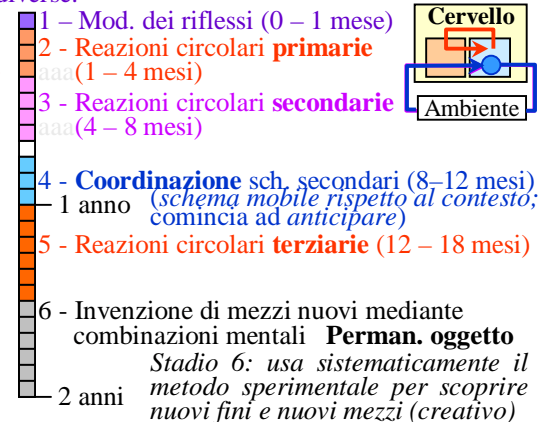 diverse.
1 – Mod. dei riflessi (0 – 1 mese)
2 - Reazioni circolari primarie
aaa(1 – 4 mesi)
3 - Reazioni circolari secondarie
aaa(4 – 8 mesi)
Cervello
Ambiente
4 - Coordinazione sch. secondari (8–12 mesi)
1 anno
(schema mobile rispetto al contesto;
comincia ad anticipare)
5 - Reazioni circolari terziarie (12 – 18 mesi)
6 - Invenzione di mezzi nuovi mediante
combinazioni mentali Perman. oggetto
Stadio 6: usa sistematicamente il
metodo sperimentale per scoprire
nuovi fini e nuovi mezzi (creativo)
2 anni